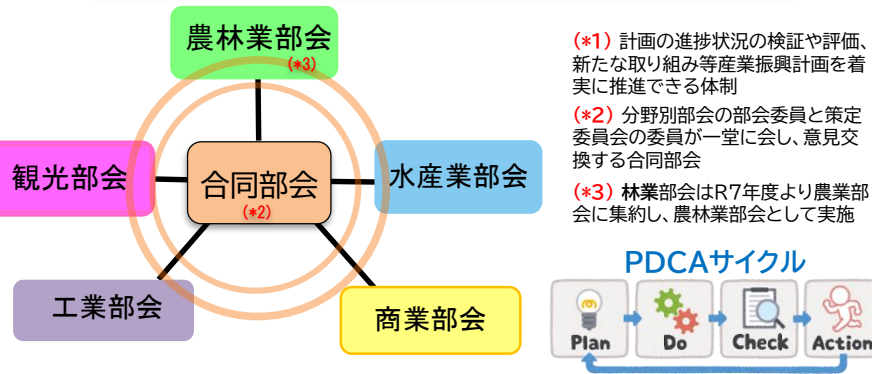 農林業部会
(*3)
観光部会
合同部会
(*2)
水産業部会
工業部会
商業部会
(*1) 計画の進捗状況の検証や評価、
新たな取り組み等産業振興計画を着
実に推進できる体制
(*2) 分野別部会の部会委員と策定
委員会の委員が一堂に会し、意見交
換する合同部会
(*3) 林業部会はR7年度より農業部
会に集約し、農林業部会として実施
PDCAサイクル
Plan
Do
Check
Action